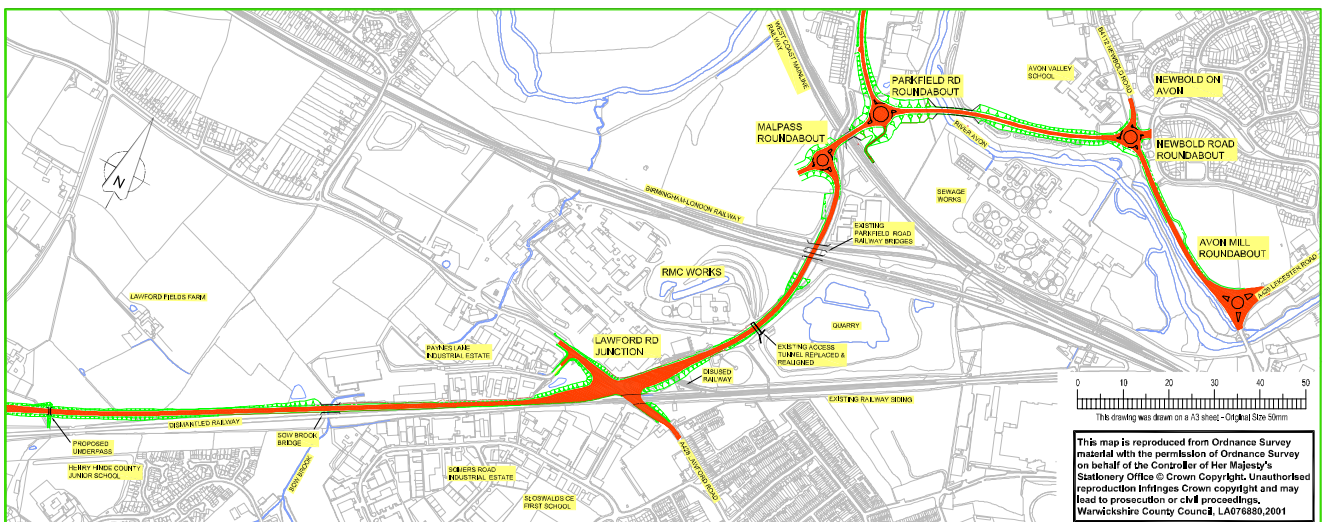 WEST COAST MAINLINE
RAILWAY
PARKFIELD RD
ROUNDABOUT
AVON VALLEY
SCHOOL
B4112 NEWBOLD ROAD
NEWBOLD ON
AVON
MALPASS
ROUNDABOUT
RIVER AVON
NEWBOLD ROAD
ROUNDABOUT
N
BIRMINGHAM-LONDON RAILWAY
SEWAGE
WORKS
EXISTING
PARKFIELD ROAD
RAILWAY BRIDGES
AVON MILL
ROUNDABOUT
RMC WORKS
A426 LEICESTER ROAD
LAWFORD FIELDS FARM
QUARRY
PAYNES LANE
INDUSTRIAL ESTATE
LAWFORD RD
JUNCTION
EXISTING ACCESS
TUNNEL REPLACED &
REALIGNED
DISUSED
RAILWAY
EXISTING RAILWAY SIDING
DISMANTLED RAILWAY
PROPOSED
UNDERPASS
SOW BROOK
BRIDGE
SOW BROOK
HENRY HINDE COUNTY
JUNIOR SCHOOL
SOMERS ROAD
INDUSTRIAL ESTATE
ST.OSWALDS CE
FIRST SCHOOL
A428 LAWFORD ROAD
0 10 20 30 40 50
This drawing was drawn on a A3 sheet - Original Size 50mm
This map is reproduced from Ordnance Survey
material with the permission of Ordnance Survey
on behalf of the Controller of Her Majesty's
Stationery Office © Crown Copyright. Unauthorised
reproduction infringes Crown copyright and may
lead to prosecution or civil proceedings.
Warwickshire County Council, LA076880,2001